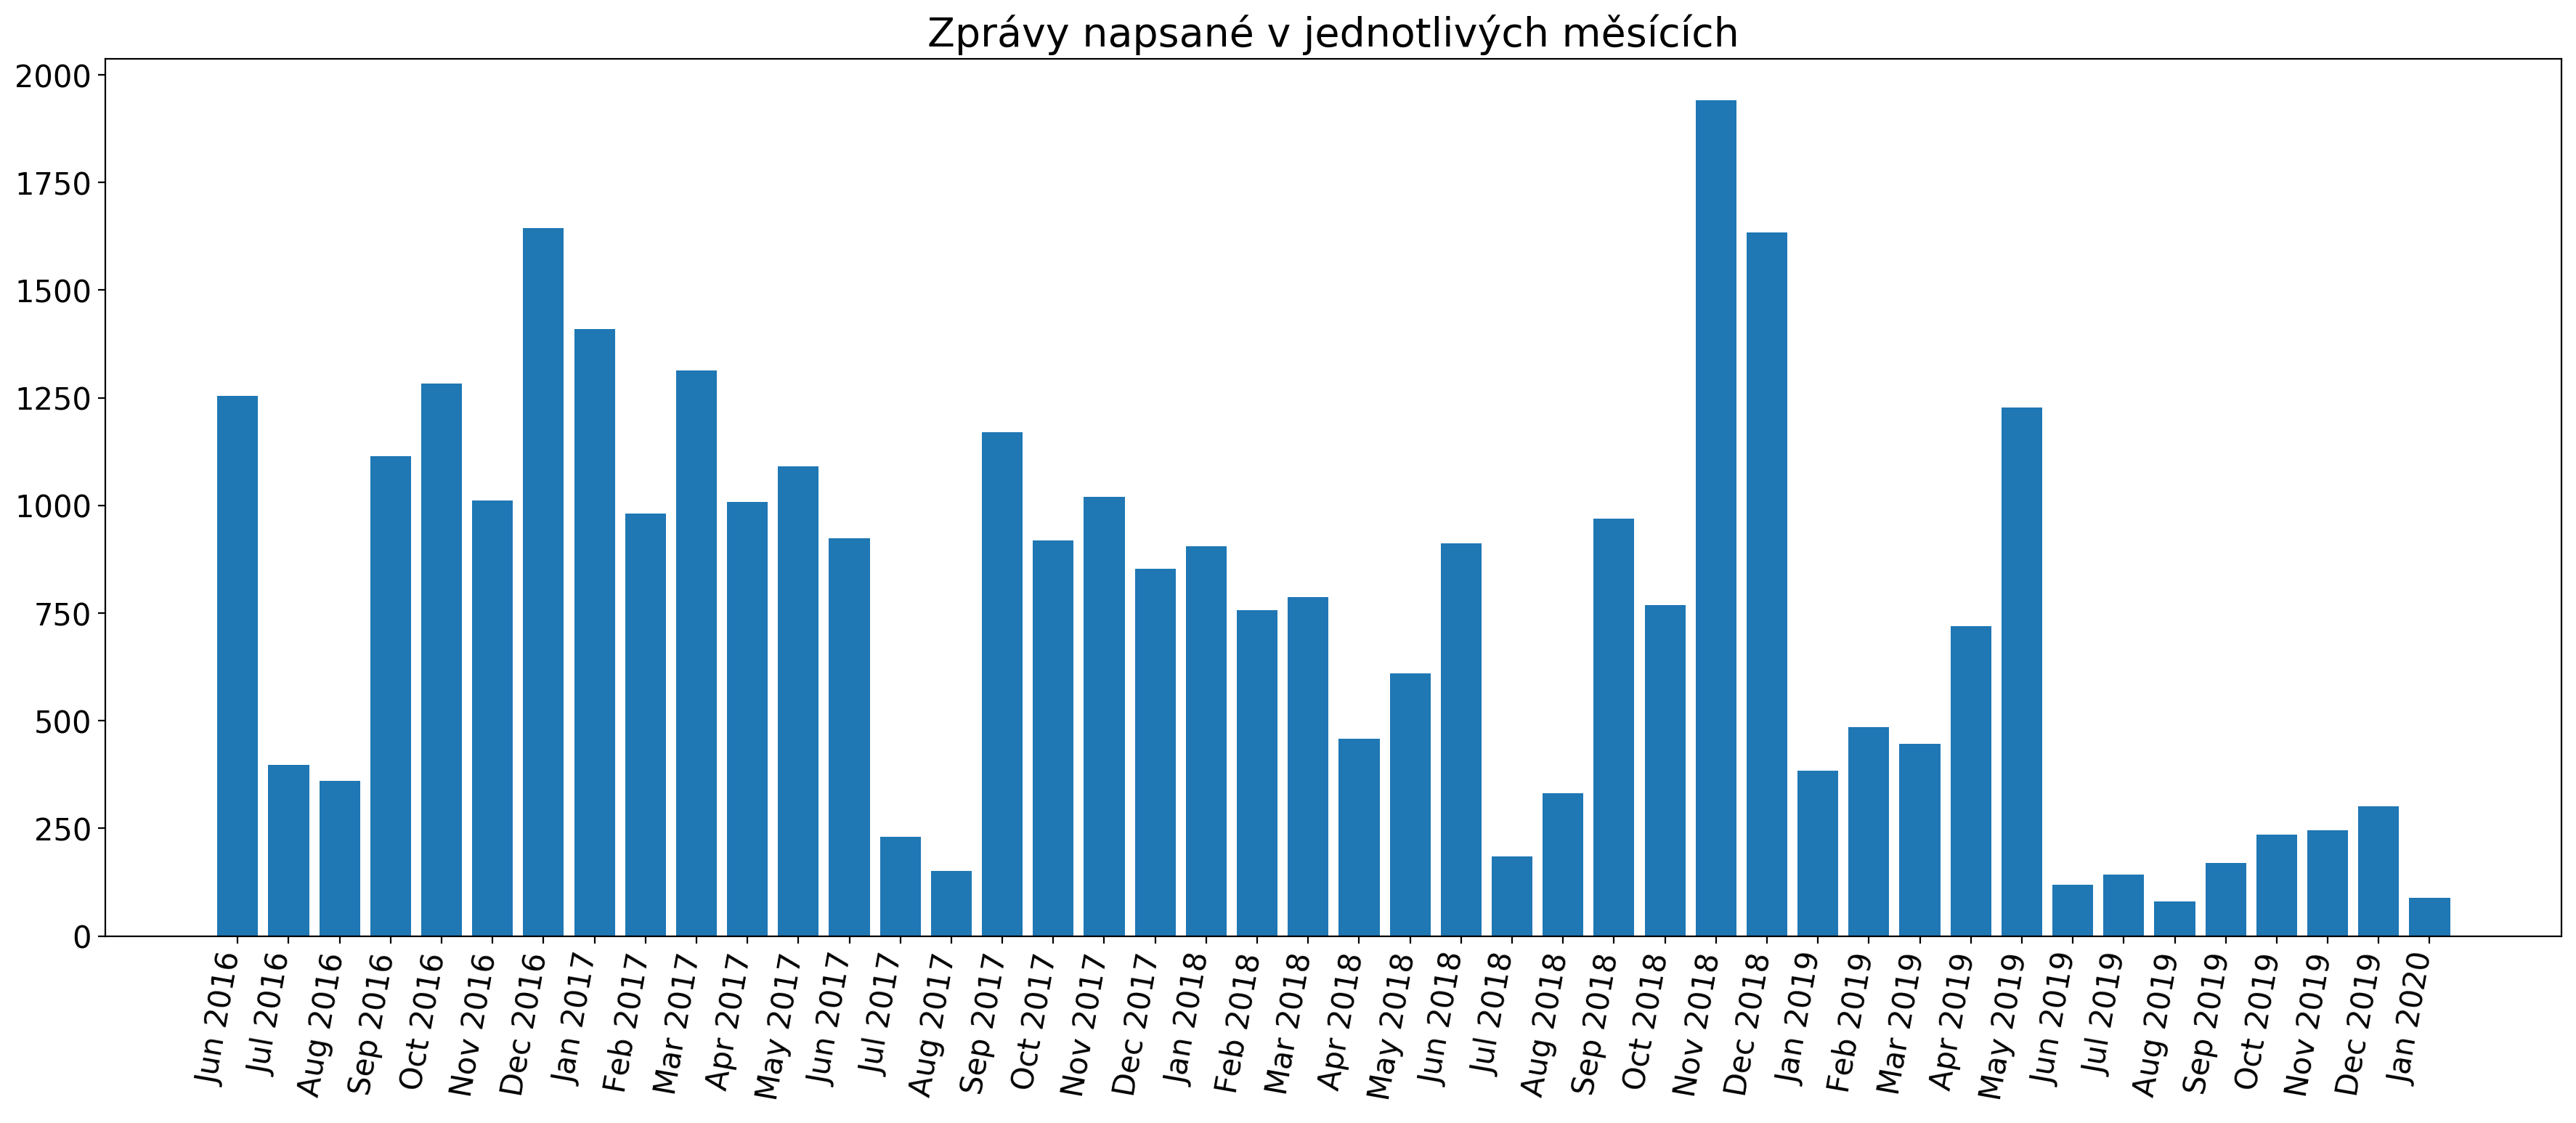 Zprávy napsané v jednotlivých měsících
2000
1750
1500
1250
1000
750
500
250
0
Jun 2016
Jul 2016
Aug 2016
Sep 2016
Oct 2016
Nov 2016
Dec 2016
Jan 2017
Feb 2017
Mar 2017
Apr 2017
May 2017
Jun 2017
Jul 2017
Aug 2017
Sep 2017
Oct 2017
Nov 2017
Dec 2017
Jan 2018
Feb 2018
Mar 2018
Apr 2018
May 2018
Jun 2018
Jul 2018
Aug 2018
Sep 2018
Oct 2018
Nov 2018
Dec 2018
Jan 2019
Feb 2019
Mar 2019
Apr 2019
May 2019
Jun 2019
Jul 2019
Aug 2019
Sep 2019
Oct 2019
Nov 2019
Dec 2019
Jan 2020